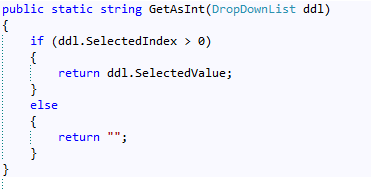 public static string GetAsInt(DropDownList ddl)
{
    if (ddl.SelectedIndex > 0)
    {
        return ddl.SelectedValue;
    }
    else
    {
        return "";
    }
}